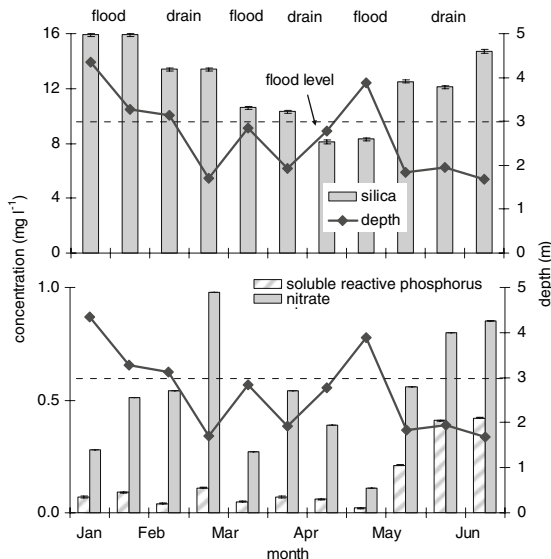 flood drain flood drain flood drain
16
12
8
4
0
5
4
3
2
1
0
flood level
silica
depth
concentration (mg l⁻¹)
depth (m)
soluble reactive phosphorus
nitrate
1.0
0.5
0.0
5
4
3
2
1
0
Jan Feb Mar Apr May Jun
month